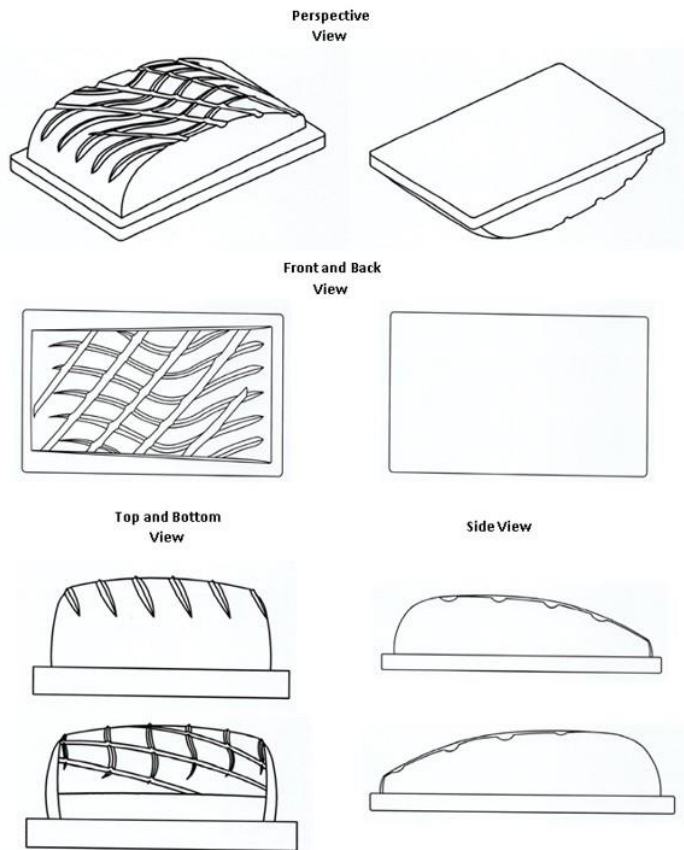 Perspective
View
Front and Back
View
Top and Bottom
View
Side View